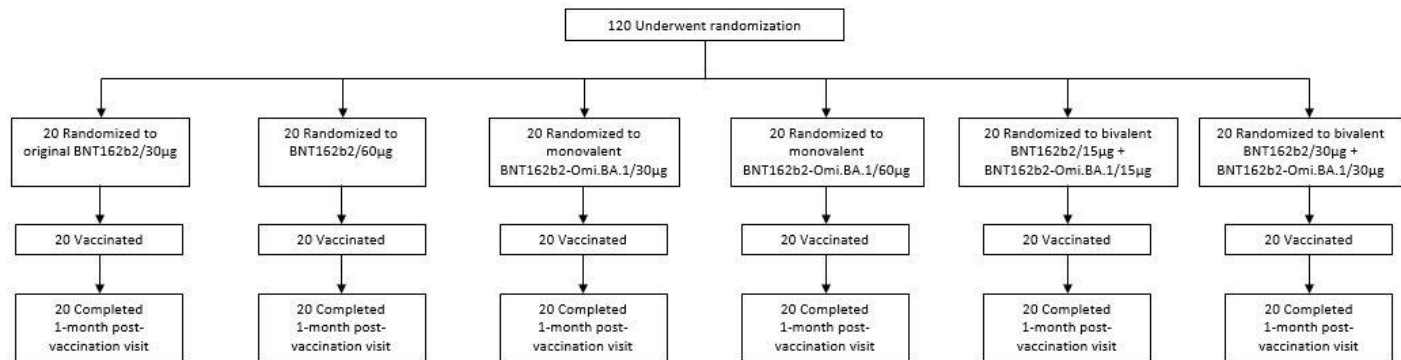 120 Underwent randomization
20 Randomized to
original BNT162b2/30µg
20 Randomized to
BNT162b2/60µg
20 Randomized to
monovalent
BNT162b2-Omi.BA.1/30µg
20 Randomized to
monovalent
BNT162b2-Omi.BA.1/60µg
20 Randomized to bivalent
BNT162b2/15µg +
BNT162b2-Omi.BA.1/15µg
20 Randomized to bivalent
BNT162b2/30µg +
BNT162b2-Omi.BA.1/30µg
20 Vaccinated
20 Vaccinated
20 Vaccinated
20 Vaccinated
20 Vaccinated
20 Vaccinated
20 Completed
1-month post-
vaccination visit
20 Completed
1-month post-
vaccination visit
20 Completed
1-month post-
vaccination visit
20 Completed
1-month post-
vaccination visit
20 Completed
1-month post-
vaccination visit
20 Completed
1-month post-
vaccination visit